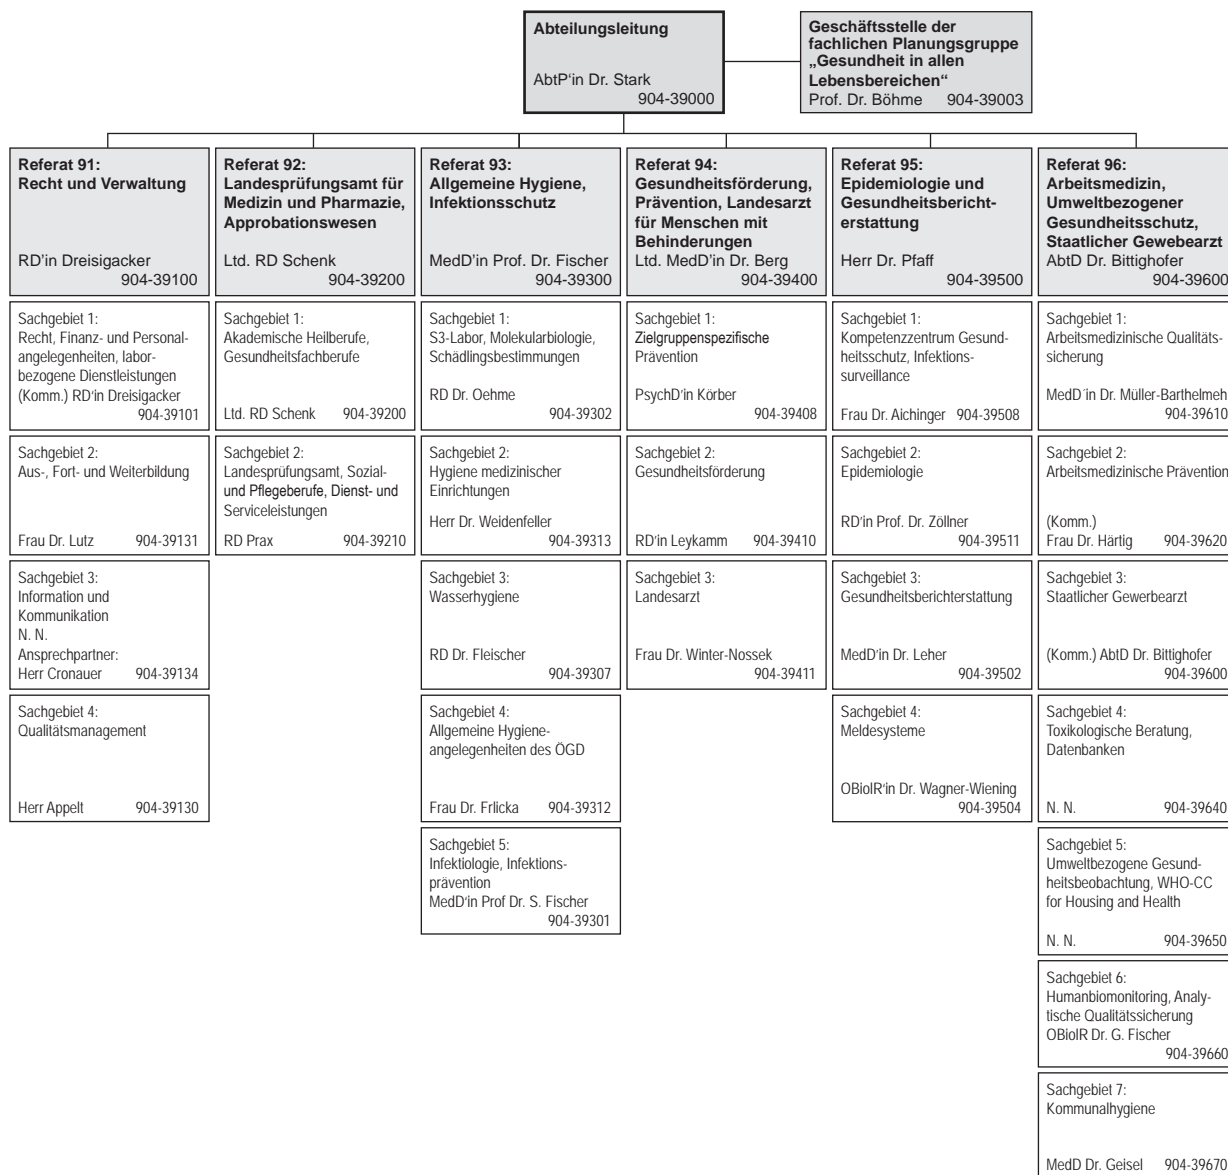 Abteilungsleitung
AbtP‘in Dr. Stark
904-39000
Geschäftsstelle der
fachlichen Planungsgruppe
„Gesundheit in allen
Lebensbereichen“
Prof. Dr. Böhme 904-39003
Referat 91:
Recht und Verwaltung
RD’in Dreisigacker
904-39100
Sachgebiet 1:
Recht, Finanz- und Personal-
angelegenheiten, labor-
bezogene Dienstleistungen
(Komm.) RD’in Dreisigacker
904-39101
Sachgebiet 2:
Aus-, Fort- und Weiterbildung
Frau Dr. Lutz 904-39131
Sachgebiet 3:
Information und
Kommunikation
N. N.
Ansprechpartner:
Herr Cronauer 904-39134
Sachgebiet 4:
Qualitätsmanagement
Herr Appelt 904-39130
Referat 92:
Landesprüfungsamt für
Medizin und Pharmazie,
Approbationswesen
Ltd. RD Schenk
904-39200
Sachgebiet 1:
Akademische Heilberufe,
Gesundheitsfachberufe
Ltd. RD Schenk 904-39200
Sachgebiet 2:
Landesprüfungsamt, Sozial-
und Pflegeberufe, Dienst- und
Serviceleistungen
RD Prax 904-39210
Referat 93:
Allgemeine Hygiene,
Infektionsschutz
MedD’in Prof. Dr. Fischer
904-39300
Sachgebiet 1:
S3-Labor, Molekularbiologie,
Schädlingsbestimmungen
RD Dr. Oehme
904-39302
Sachgebiet 2:
Hygiene medizinischer
Einrichtungen
Herr Dr. Weidenfeller
904-39313
Sachgebiet 3:
Wasserhygiene
RD Dr. Fleischer
904-39307
Sachgebiet 4:
Allgemeine Hygiene-
angelegenheiten des ÖGD
Frau Dr. Frlicka 904-39312
Sachgebiet 5:
Infektiologie, Infektions-
prävention
MedD’in Prof Dr. S. Fischer
904-39301
Referat 94:
Gesundheitsförderung,
Prävention, Landesarzt
für Menschen mit
Behinderungen
Ltd. MedD’in Dr. Berg
904-39400
Sachgebiet 1:
Zielgruppenspezifische
Prävention
PsychD’in Körber
904-39408
Sachgebiet 2:
Gesundheitsförderung
RD’in Leykamm 904-39410
Sachgebiet 3:
Landesarzt
Frau Dr. Winter-Nossek
904-39411
Referat 95:
Epidemiologie und
Gesundheitsbericht-
erstattung
Herr Dr. Pfaff
904-39500
Sachgebiet 1:
Kompetenzzentrum Gesund-
heitsschutz, Infektions-
surveillance
Frau Dr. Aichinger 904-39508
Sachgebiet 2:
Epidemiologie
RD’in Prof. Dr. Zöllner
904-39511
Sachgebiet 3:
Gesundheitsberichterstattung
MedD’in Dr. Leher
904-39502
Sachgebiet 4:
Meldesysteme
OBiolR’in Dr. Wagner-Wiening
904-39504
Referat 96:
Arbeitsmedizin,
Umweltbezogener
Gesundheitsschutz,
Staatlicher Gewebearzt
AbtD Dr. Bittighofer
904-39600
Sachgebiet 1:
Arbeitsmedizinische Qualitäts-
sicherung
MedD´in Dr. Müller-Barthelmeh
904-39610
Sachgebiet 2:
Arbeitsmedizinische Prävention
(Komm.)
Frau Dr. Härtig 904-39620
Sachgebiet 3:
Staatlicher Gewerbearzt
(Komm.) AbtD Dr. Bittighofer
904-39600
Sachgebiet 4:
Toxikologische Beratung,
Datenbanken
N. N. 904-39640
Sachgebiet 5:
Umweltbezogene Gesund-
heitsbeobachtung, WHO-CC
for Housing and Health
N. N. 904-39650
Sachgebiet 6:
Humanbiomonitoring, Analy-
tische Qualitätssicherung
OBiolR Dr. G. Fischer
904-39660
Sachgebiet 7:
Kommunalhygiene
MedD Dr. Geisel 904-39670